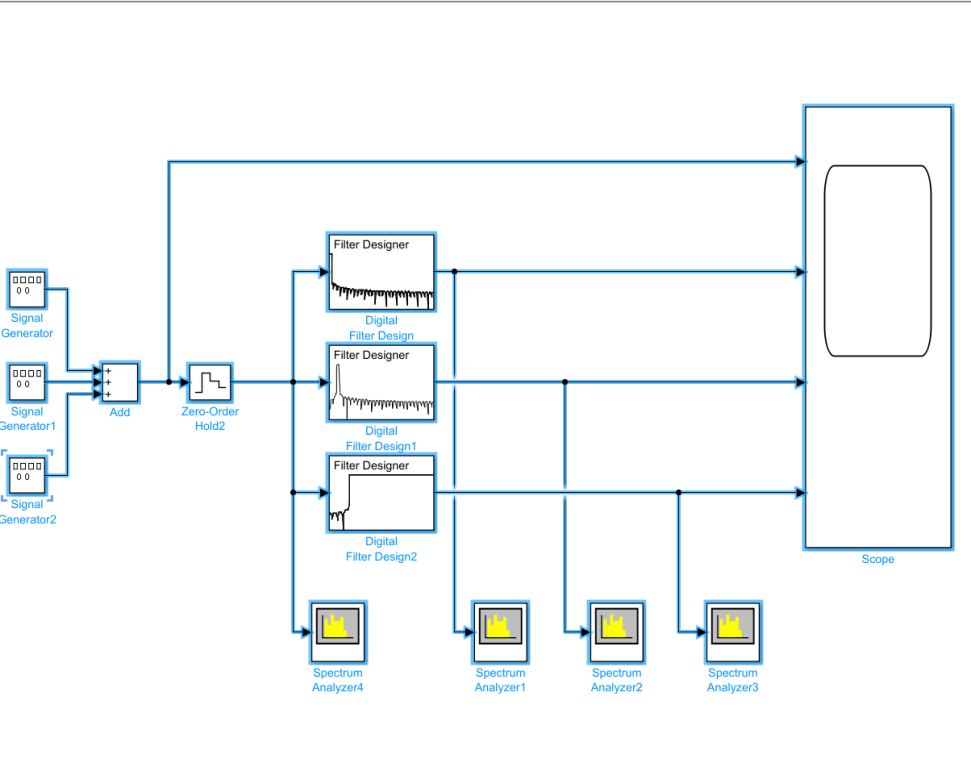 Filter Designer
Digital
Filter Design
Signal
Generator
Filter Designer
Digital
Filter Design1
Signal
Generator1
+
+
+
Add
Zero-Order
Hold2
Filter Designer
Digital
Filter Design2
Signal
Generator2
Scope
Spectrum
Analyzer4
Spectrum
Analyzer1
Spectrum
Analyzer2
Spectrum
Analyzer3